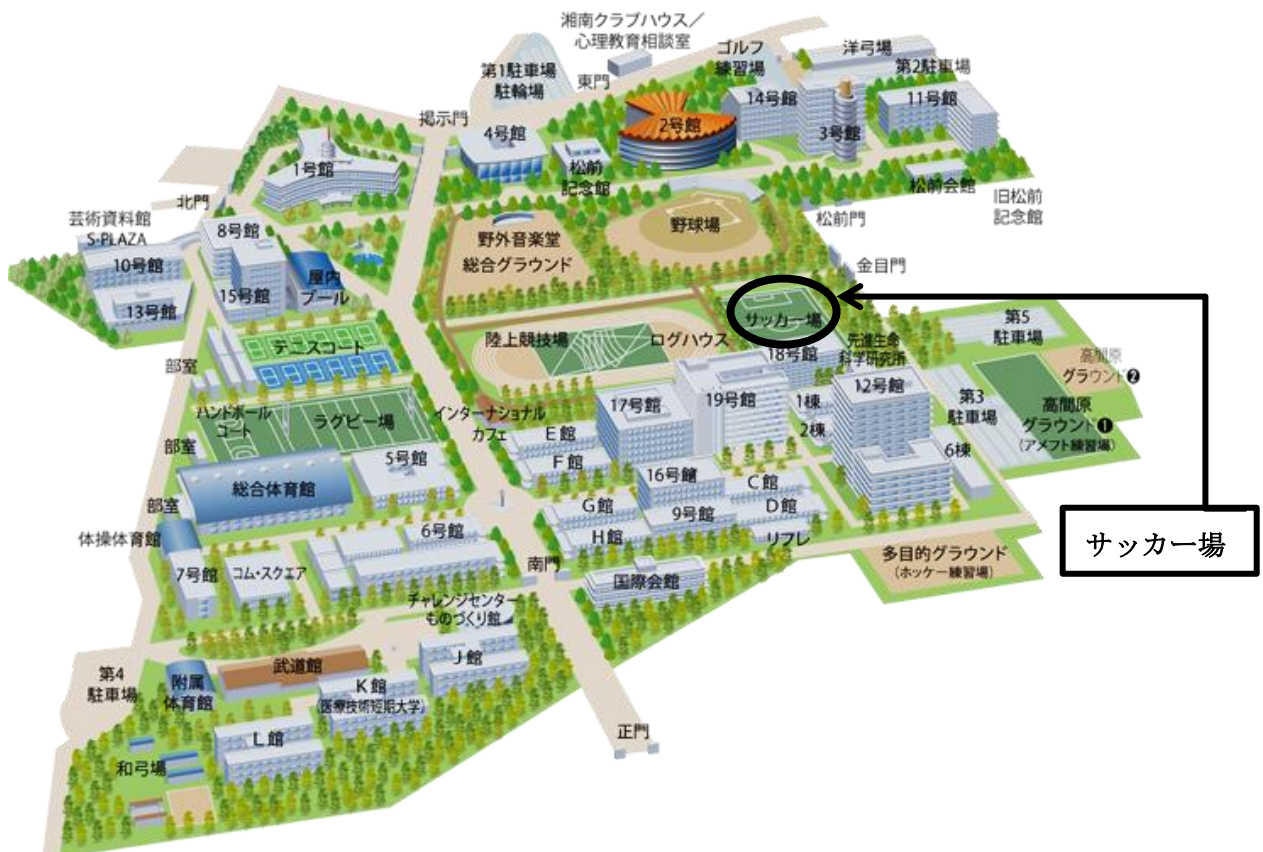 湘南クラブハウス／
心理教育相談室
第1駐車場
駐輪場
東門
ゴルフ
練習場
洋弓場
第2駐車場
掲示門
4号館
松前
記念館
2号館
14号館
3号館
11号館
1号館
松前会館
旧松前
記念館
北門
芸術資料館
S-PLAZA
8号館
10号館
13号館
15号館
屋内
プール
野外音楽堂
総合グラウンド
野球場
松前門
金目門
サッカー場
テニスコート
陸上競技場
ログハウス
18号館
先進生命
科学研究所
第5
駐車場
高間原
グラウンド❷
部室
ハンドボール
コート
ラグビー場
インターナショナル
カフェ
17号館
19号館
1棟
2棟
12号館
第3
駐車場
高間原
グラウンド❶
(アメフト練習場)
部室
5号館
E館
F館
16号館
C館
6棟
総合体育館
部室
G館
9号館
D館
H館
リフレ
サッカー場
体操体育館
7号館
コム・スクエア
6号館
南門
国際会館
多目的グラウンド
(ホッケー練習場)
チャレンジセンター
ものづくり館
第4
駐車場
附属
体育館
武道館
J館
K館
(医療技術短期大学)
L館
正門
和弓場